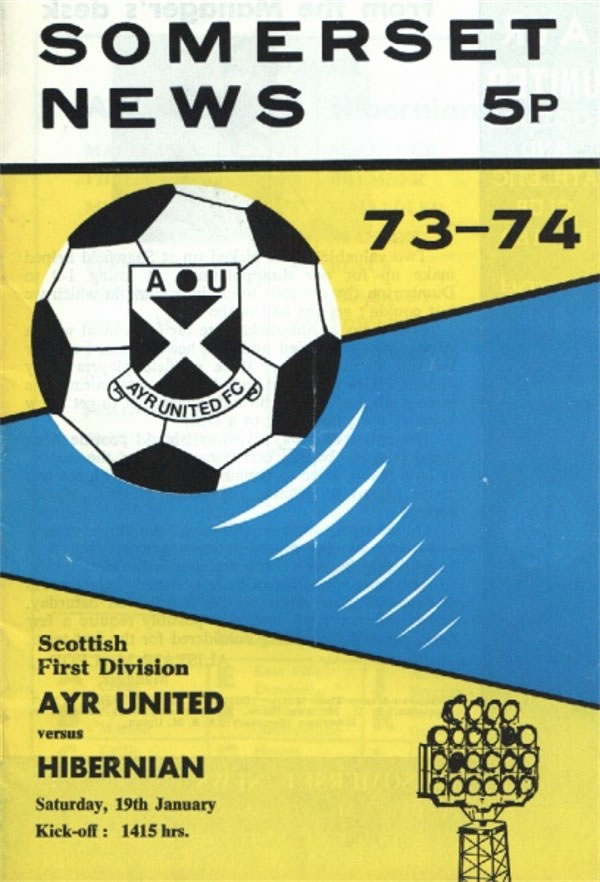 SOMERSET
NEWS 5P
73-74
A U
AYR UNITED FC
Scottish
First Division
AYR UNITED
versus
HIBERNIAN
Saturday, 19th January
Kick-off : 1415 hrs.